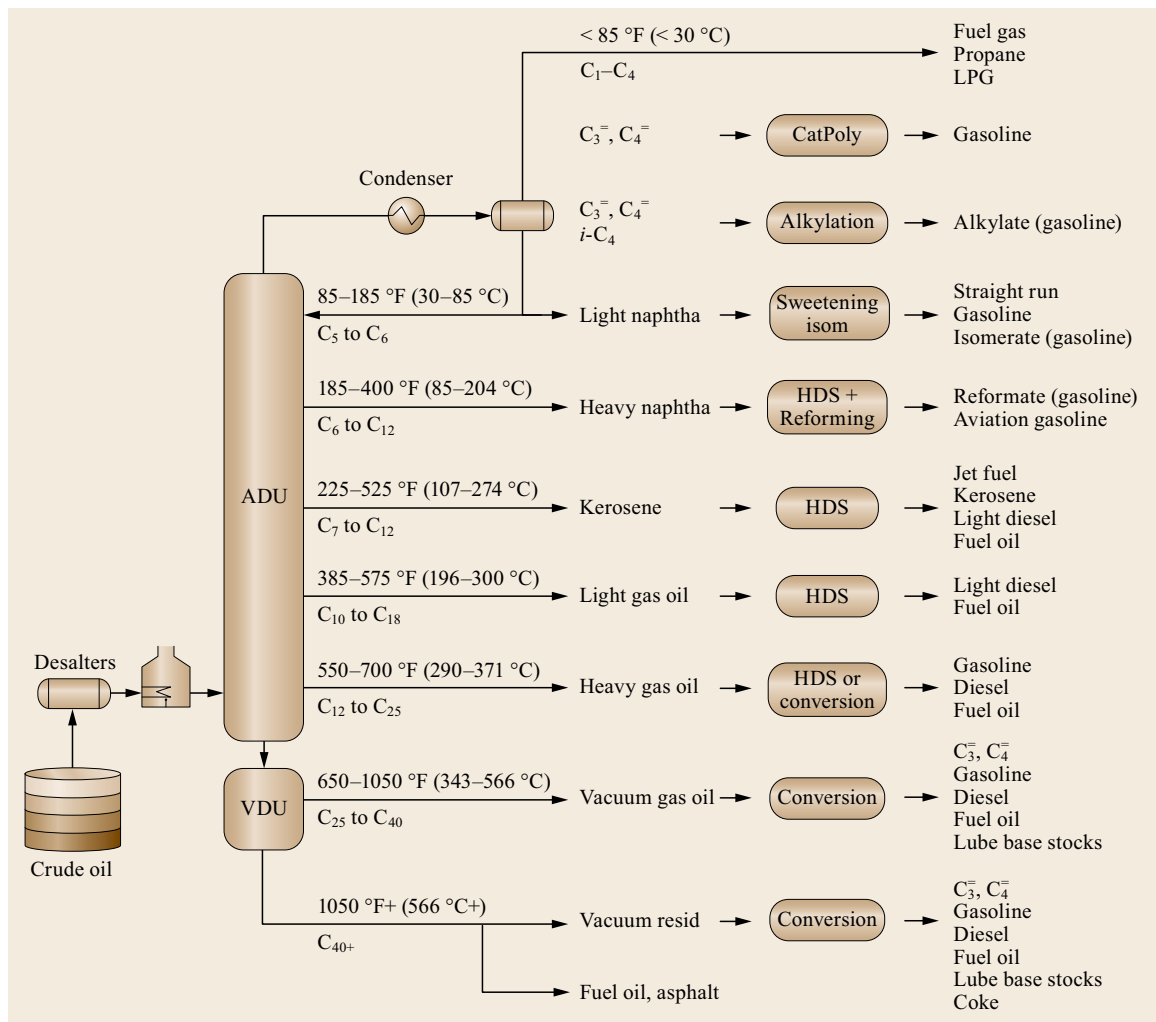 < 85 °F (< 30 °C)
C₁–C₄
Fuel gas
Propane
LPG
C₃⁼, C₄⁼
CatPoly
Gasoline
Condenser
C₃⁼, C₄⁼
i-C₄
Alkylation
Alkylate (gasoline)
85–185 °F (30–85 °C)
C₅ to C₆
Light naphtha
Sweetening
isom
Straight run
Gasoline
Isomerate (gasoline)
185–400 °F (85–204 °C)
C₆ to C₁₂
Heavy naphtha
HDS +
Reforming
Reformate (gasoline)
Aviation gasoline
ADU
225–525 °F (107–274 °C)
C₇ to C₁₂
Kerosene
HDS
Jet fuel
Kerosene
Light diesel
Fuel oil
385–575 °F (196–300 °C)
C₁₀ to C₁₈
Light gas oil
HDS
Light diesel
Fuel oil
Desalters
550–700 °F (290–371 °C)
C₁₂ to C₂₅
Heavy gas oil
HDS or
conversion
Gasoline
Diesel
Fuel oil
Crude oil
VDU
650–1050 °F (343–566 °C)
C₂₅ to C₄₀
Vacuum gas oil
Conversion
C₃⁼, C₄⁼
Gasoline
Diesel
Fuel oil
Lube base stocks
1050 °F+ (566 °C+)
C₄₀₊
Vacuum resid
Conversion
C₃⁼, C₄⁼
Gasoline
Diesel
Fuel oil
Lube base stocks
Coke
Fuel oil, asphalt